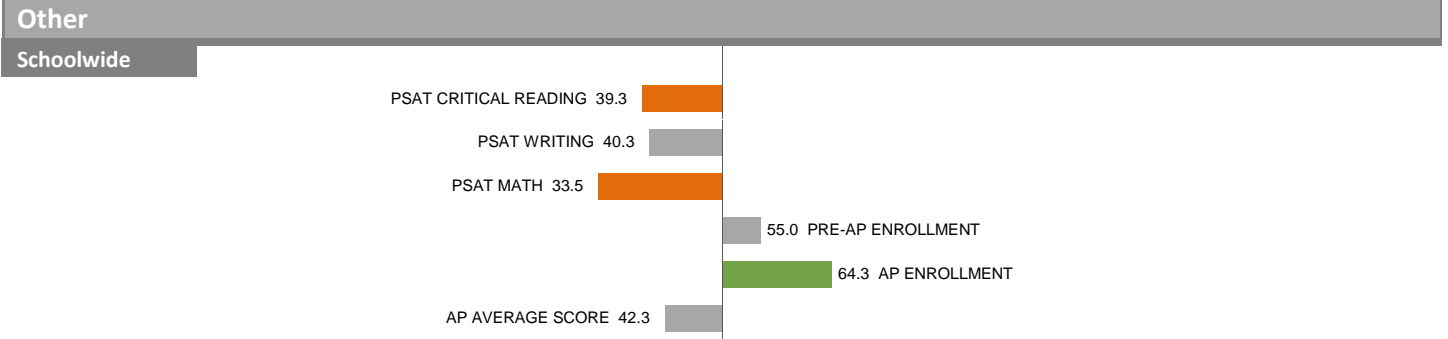 Other
Schoolwide
PSAT CRITICAL READING 39.3
PSAT WRITING 40.3
PSAT MATH 33.5
55.0 PRE-AP ENROLLMENT
64.3 AP ENROLLMENT
AP AVERAGE SCORE 42.3